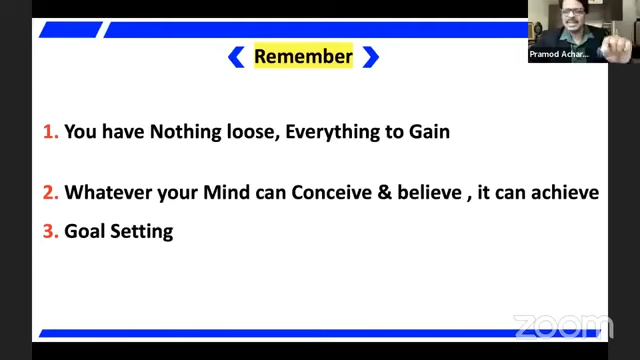 Remember
Pramod Achar...
1. You have Nothing loose, Everything to Gain
2. Whatever your Mind can Conceive & believe , it can achieve
3. Goal Setting
zoom